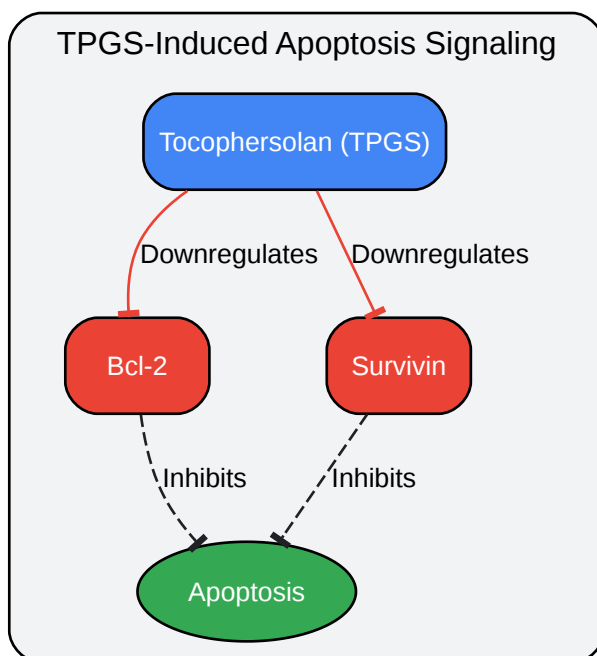 TPGS-Induced Apoptosis Signaling
Tocophersolan (TPGS)
Downregulates
Downregulates
Bcl-2
Survivin
Inhibits
Inhibits
Apoptosis